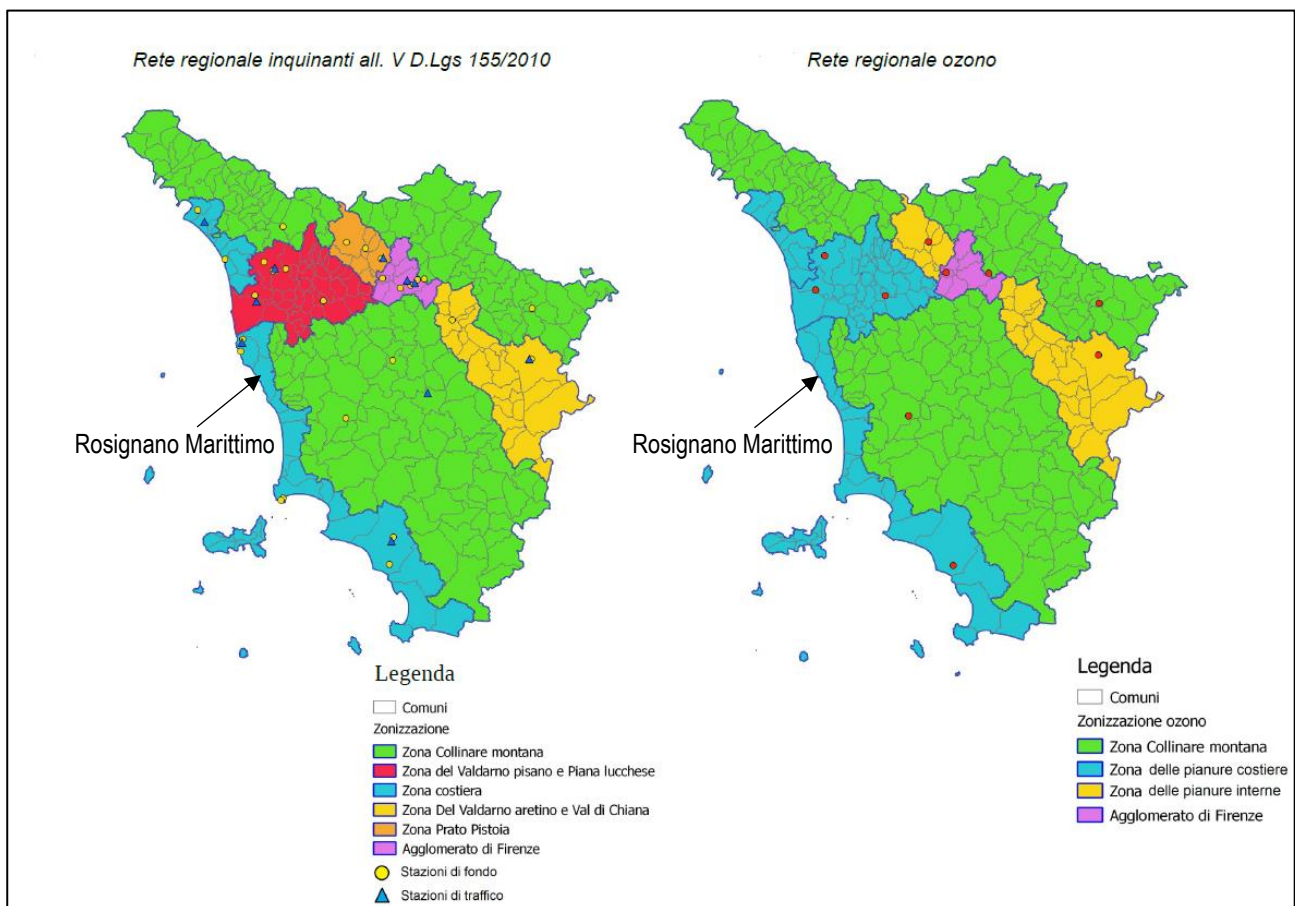 Rete regionale inquinanti all. V D.Lgs 155/2010
Rete regionale ozono
Rosignano Marittimo
Rosignano Marittimo
Legenda
Comuni
Zonizzazione
Zona Collinare montana
Zona del Valdarno pisano e Piana lucchese
Zona costiera
Zona Del Valdarno aretino e Val di Chiana
Zona Prato Pistoia
Agglomerato di Firenze
Stazioni di fondo
Stazioni di traffico
Legenda
Comuni
Zonizzazione ozono
Zona Collinare montana
Zona delle pianure costiere
Zona delle pianure interne
Agglomerato di Firenze